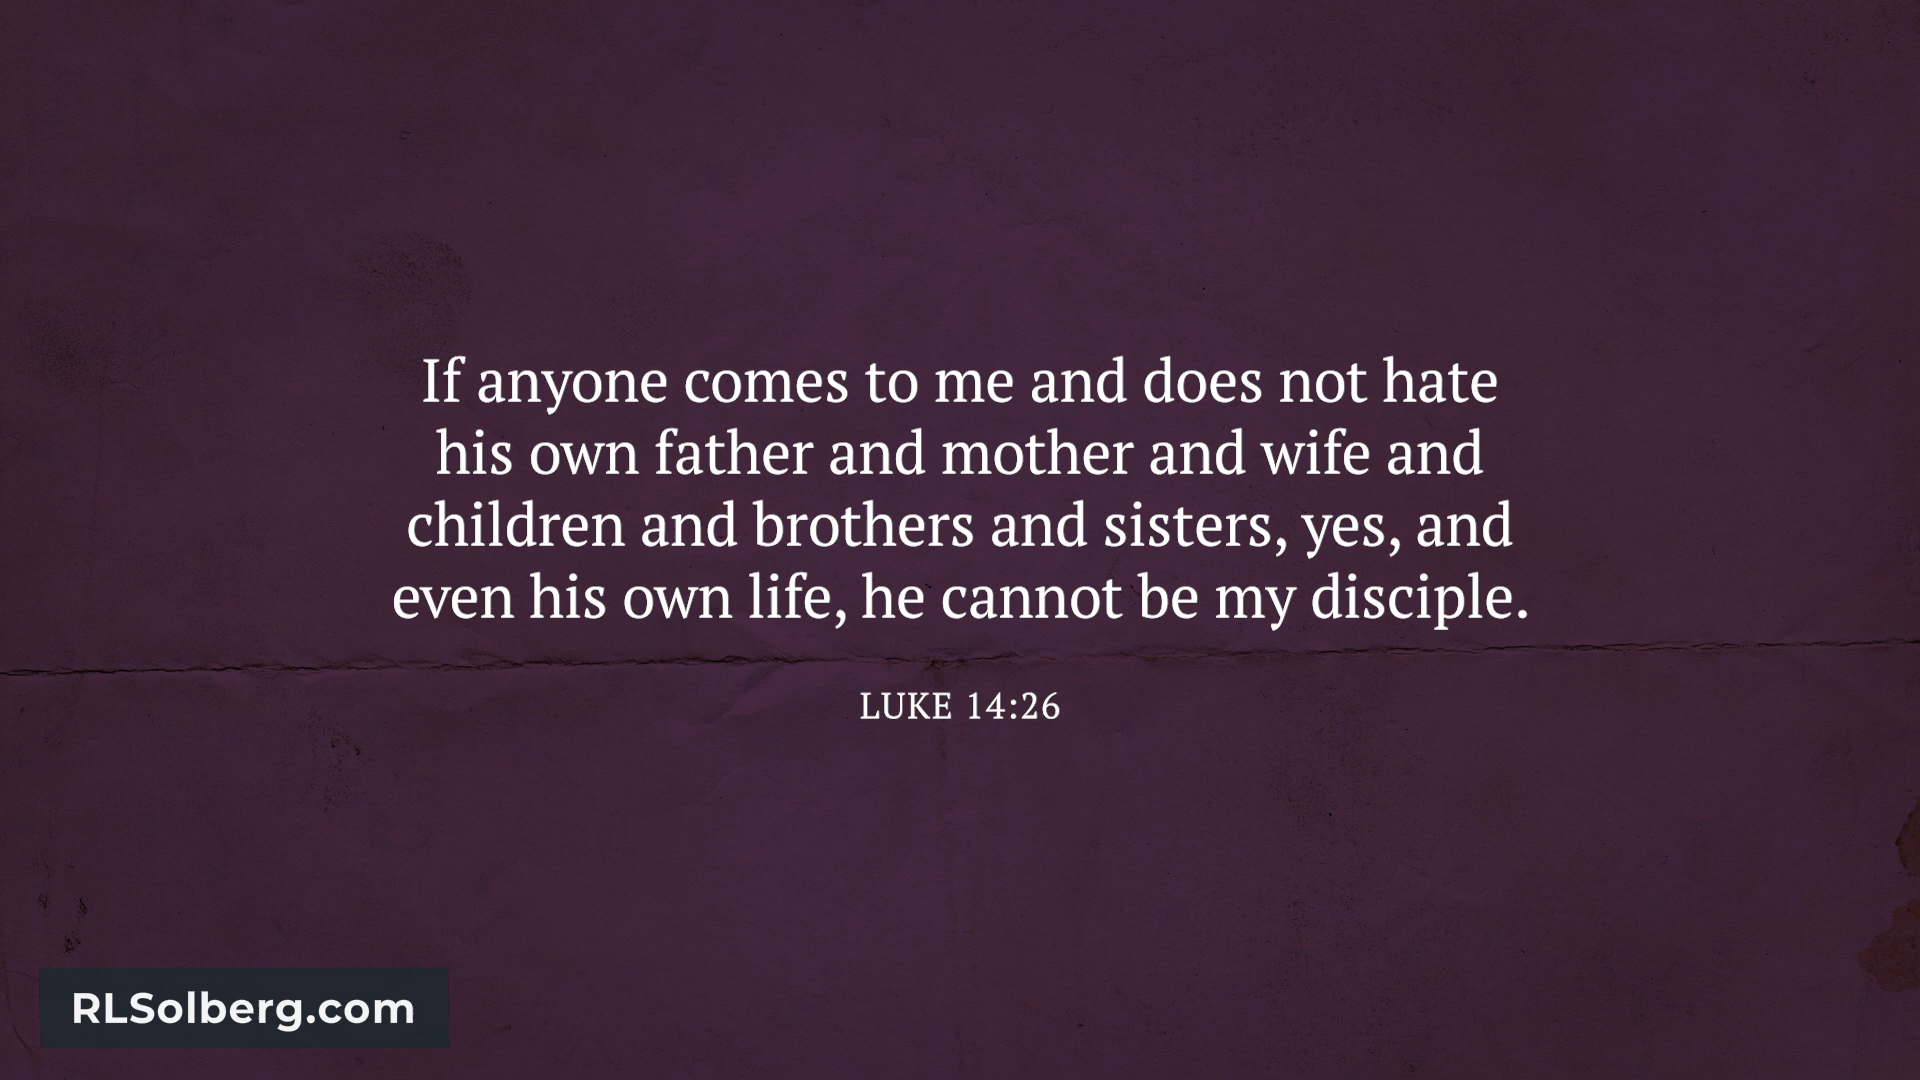 If anyone comes to me and does not hate
his own father and mother and wife and
children and brothers and sisters, yes, and
even his own life, he cannot be my disciple.
LUKE 14:26
RLSolberg.com